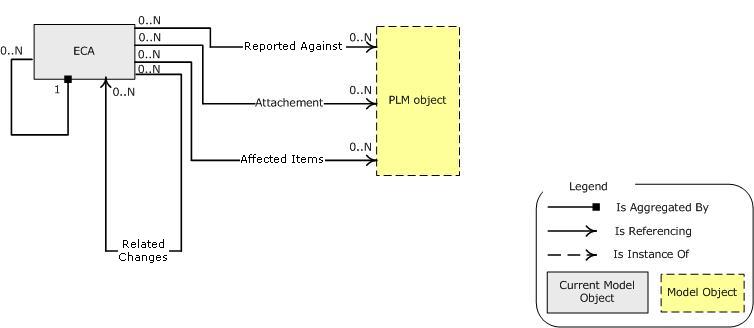 0..N
0..N
Reported Against
0..N
0..N
0..N
ECA
0..N
0..N
1
0..N
Attachement
0..N
PLM object
Affected Items
0..N
Related
Changes
Legend
Is Aggregated By
Is Referencing
Is Instance Of
Current Model
Object
Model Object